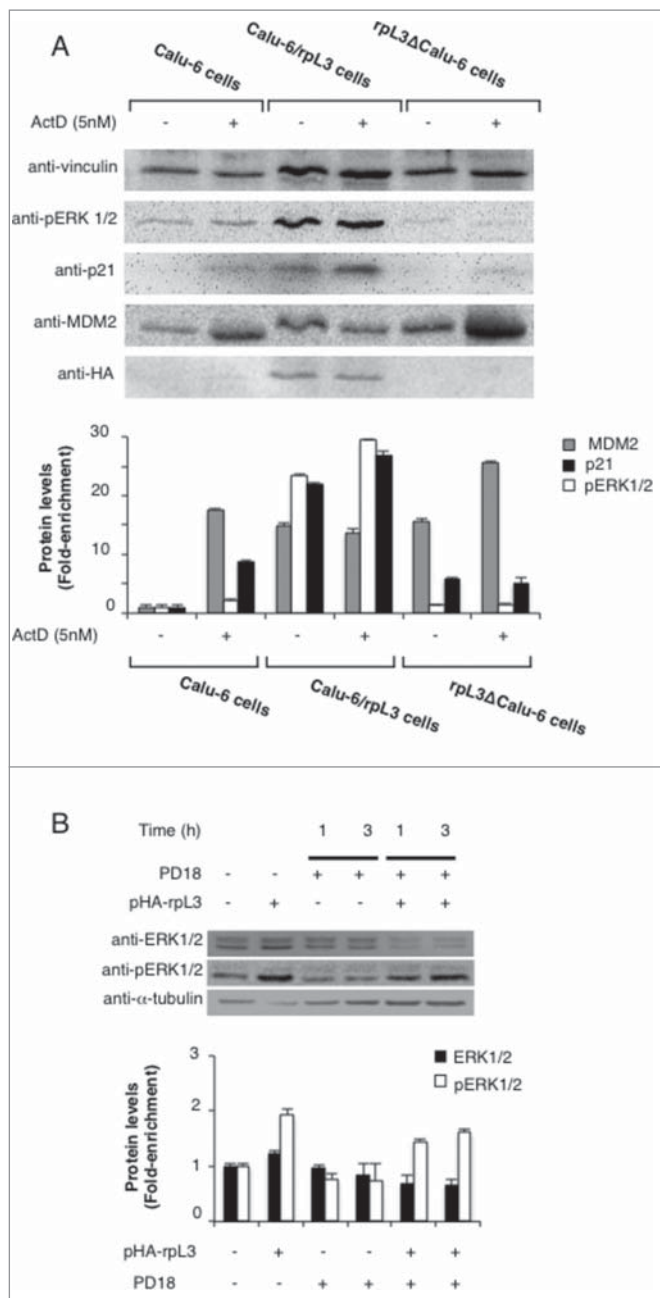 A
Calu-6 cells
Calu-6/rpL3 cells
rpL3ΔCalu-6 cells
ActD (5nM) - + - + - +
anti-vinculin
anti-pERK 1/2
anti-p21
anti-MDM2
anti-HA
30
20
10
0
Protein levels
(Fold-enrichment)
MDM2
p21
pERK1/2
ActD (5nM) - + - + - +
Calu-6 cells
Calu-6/rpL3 cells
rpL3ΔCalu-6 cells
B
Time (h) 1 3 1 3
PD18 - - + + + +
pHA-rpL3 - + - - + +
anti-ERK1/2
anti-pERK1/2
anti-α-tubulin
3
2
1
0
Protein levels
(Fold-enrichment)
ERK1/2
pERK1/2
pHA-rpL3 - + - - + +
PD18 - - + + + +